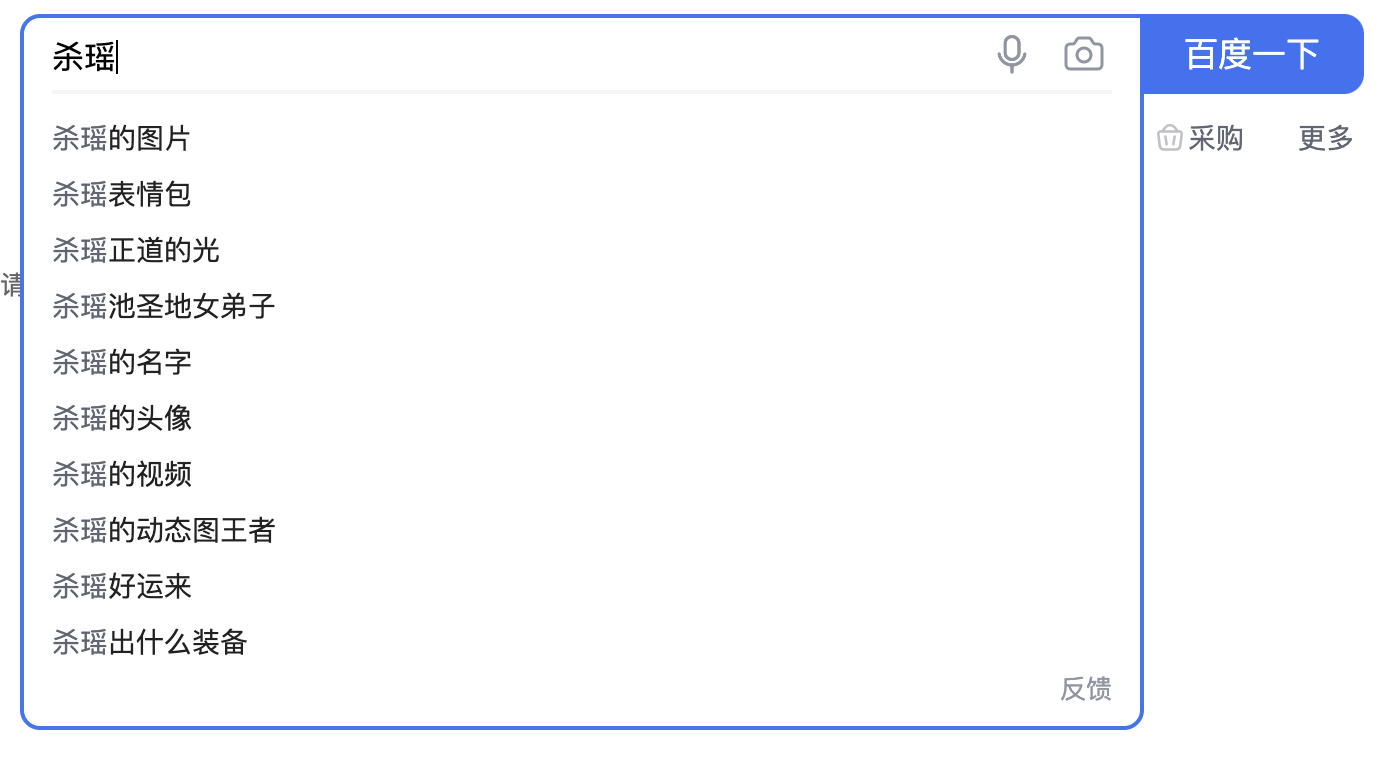 杀瑶
百度一下
采购 更多
杀瑶的图片
杀瑶表情包
杀瑶正道的光
请
杀瑶池圣地女弟子
杀瑶的名字
杀瑶的头像
杀瑶的视频
杀瑶的动态图王者
杀瑶好运来
杀瑶出什么装备
反馈